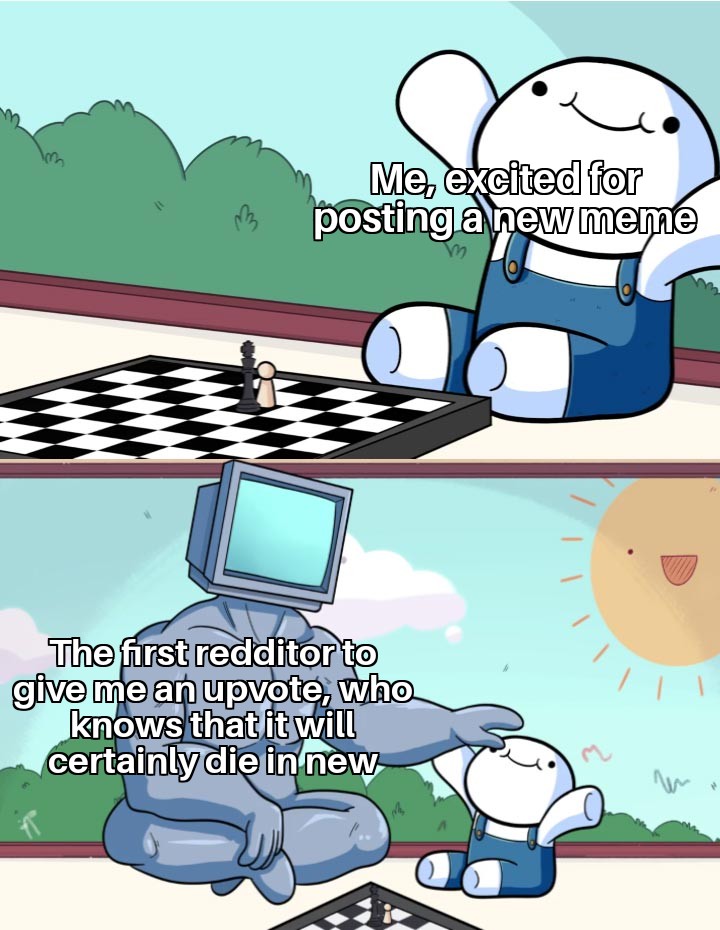 Me, excited for
posting a new meme
The first redditor to
give me an upvote, who
knows that it will
certainly die in new